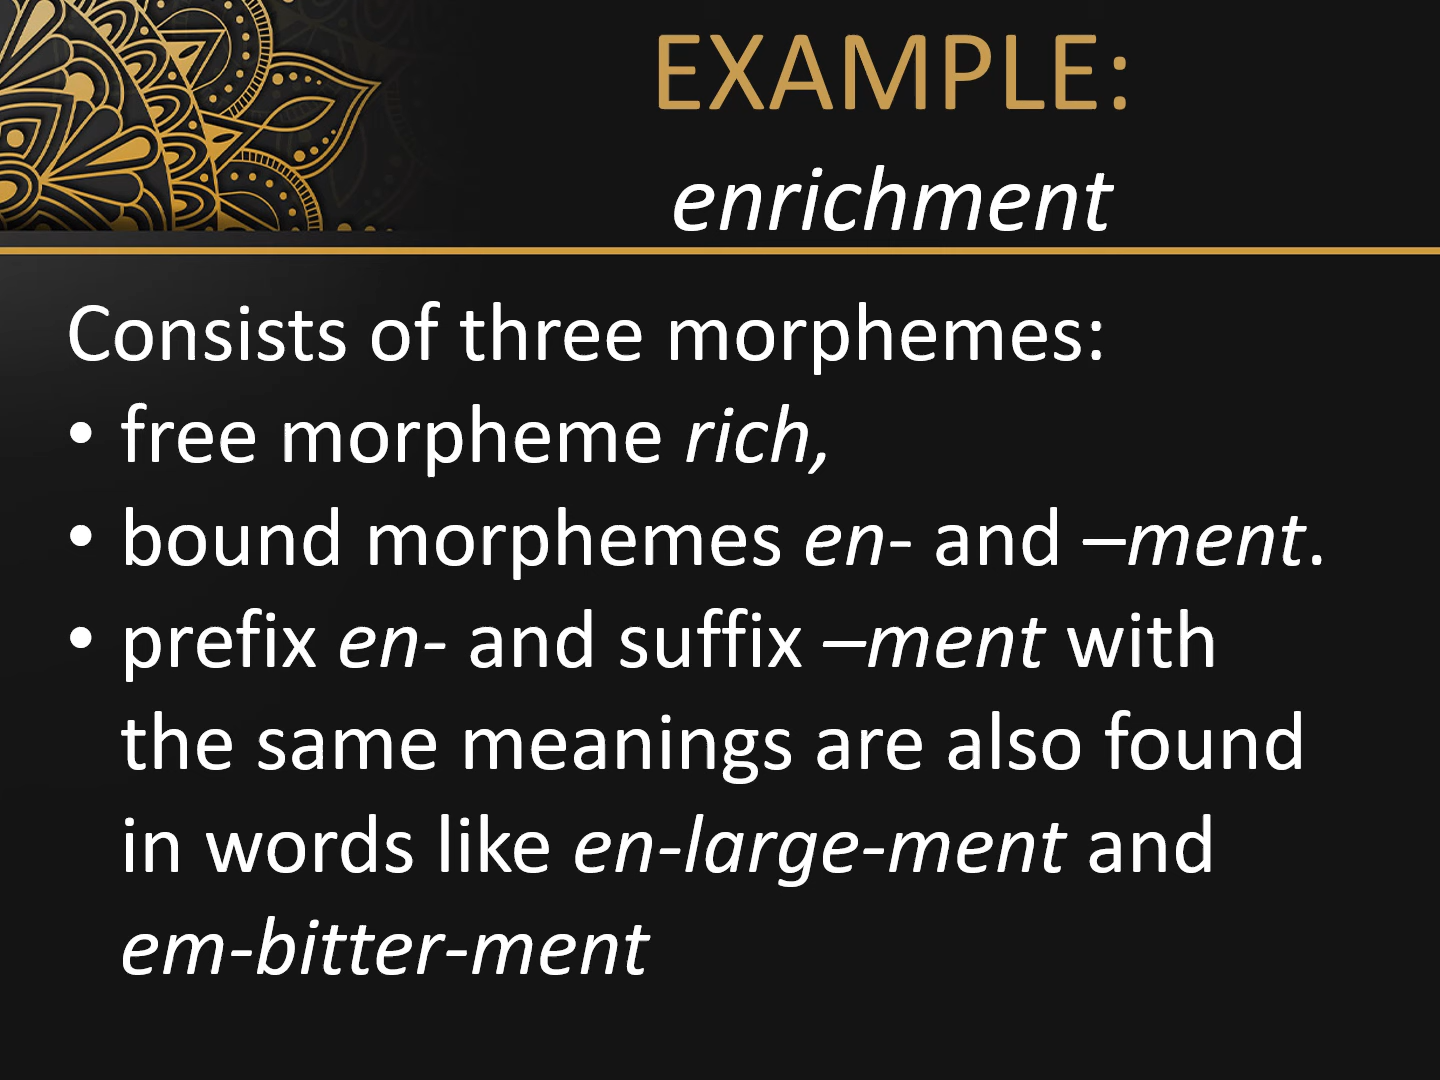 EXAMPLE:
enrichment
Consists of three morphemes:
• free morpheme rich,
• bound morphemes en- and –ment.
• prefix en- and suffix –ment with
the same meanings are also found
in words like en-large-ment and
em-bitter-ment